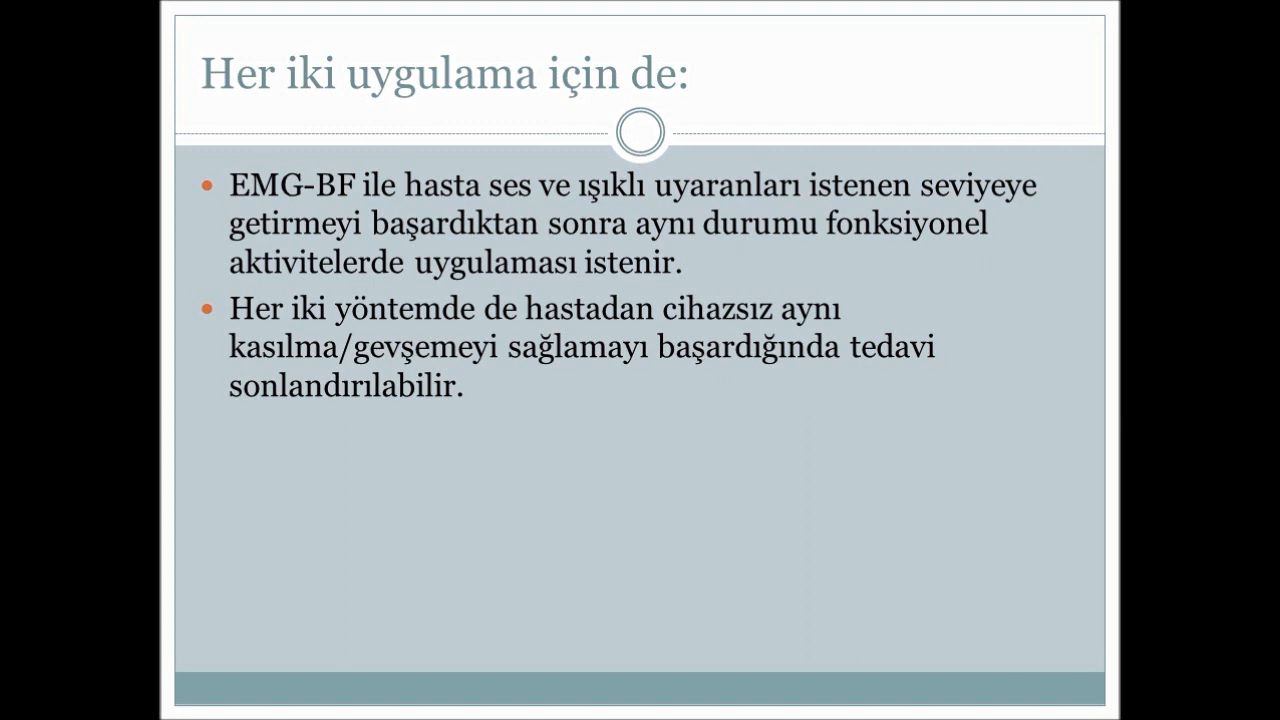 Her iki uygulama için de:
• EMG-BF ile hasta ses ve ışıklı uyaranları istenen seviyeye
getirmeyi başardıktan sonra aynı durumu fonksiyonel
aktivitelerde uygulaması istenir.
• Her iki yöntemde de hastadan cihazsız aynı
kasılma/gevşemeyi sağlamayı başardığında tedavi
sonlandırılabilir.